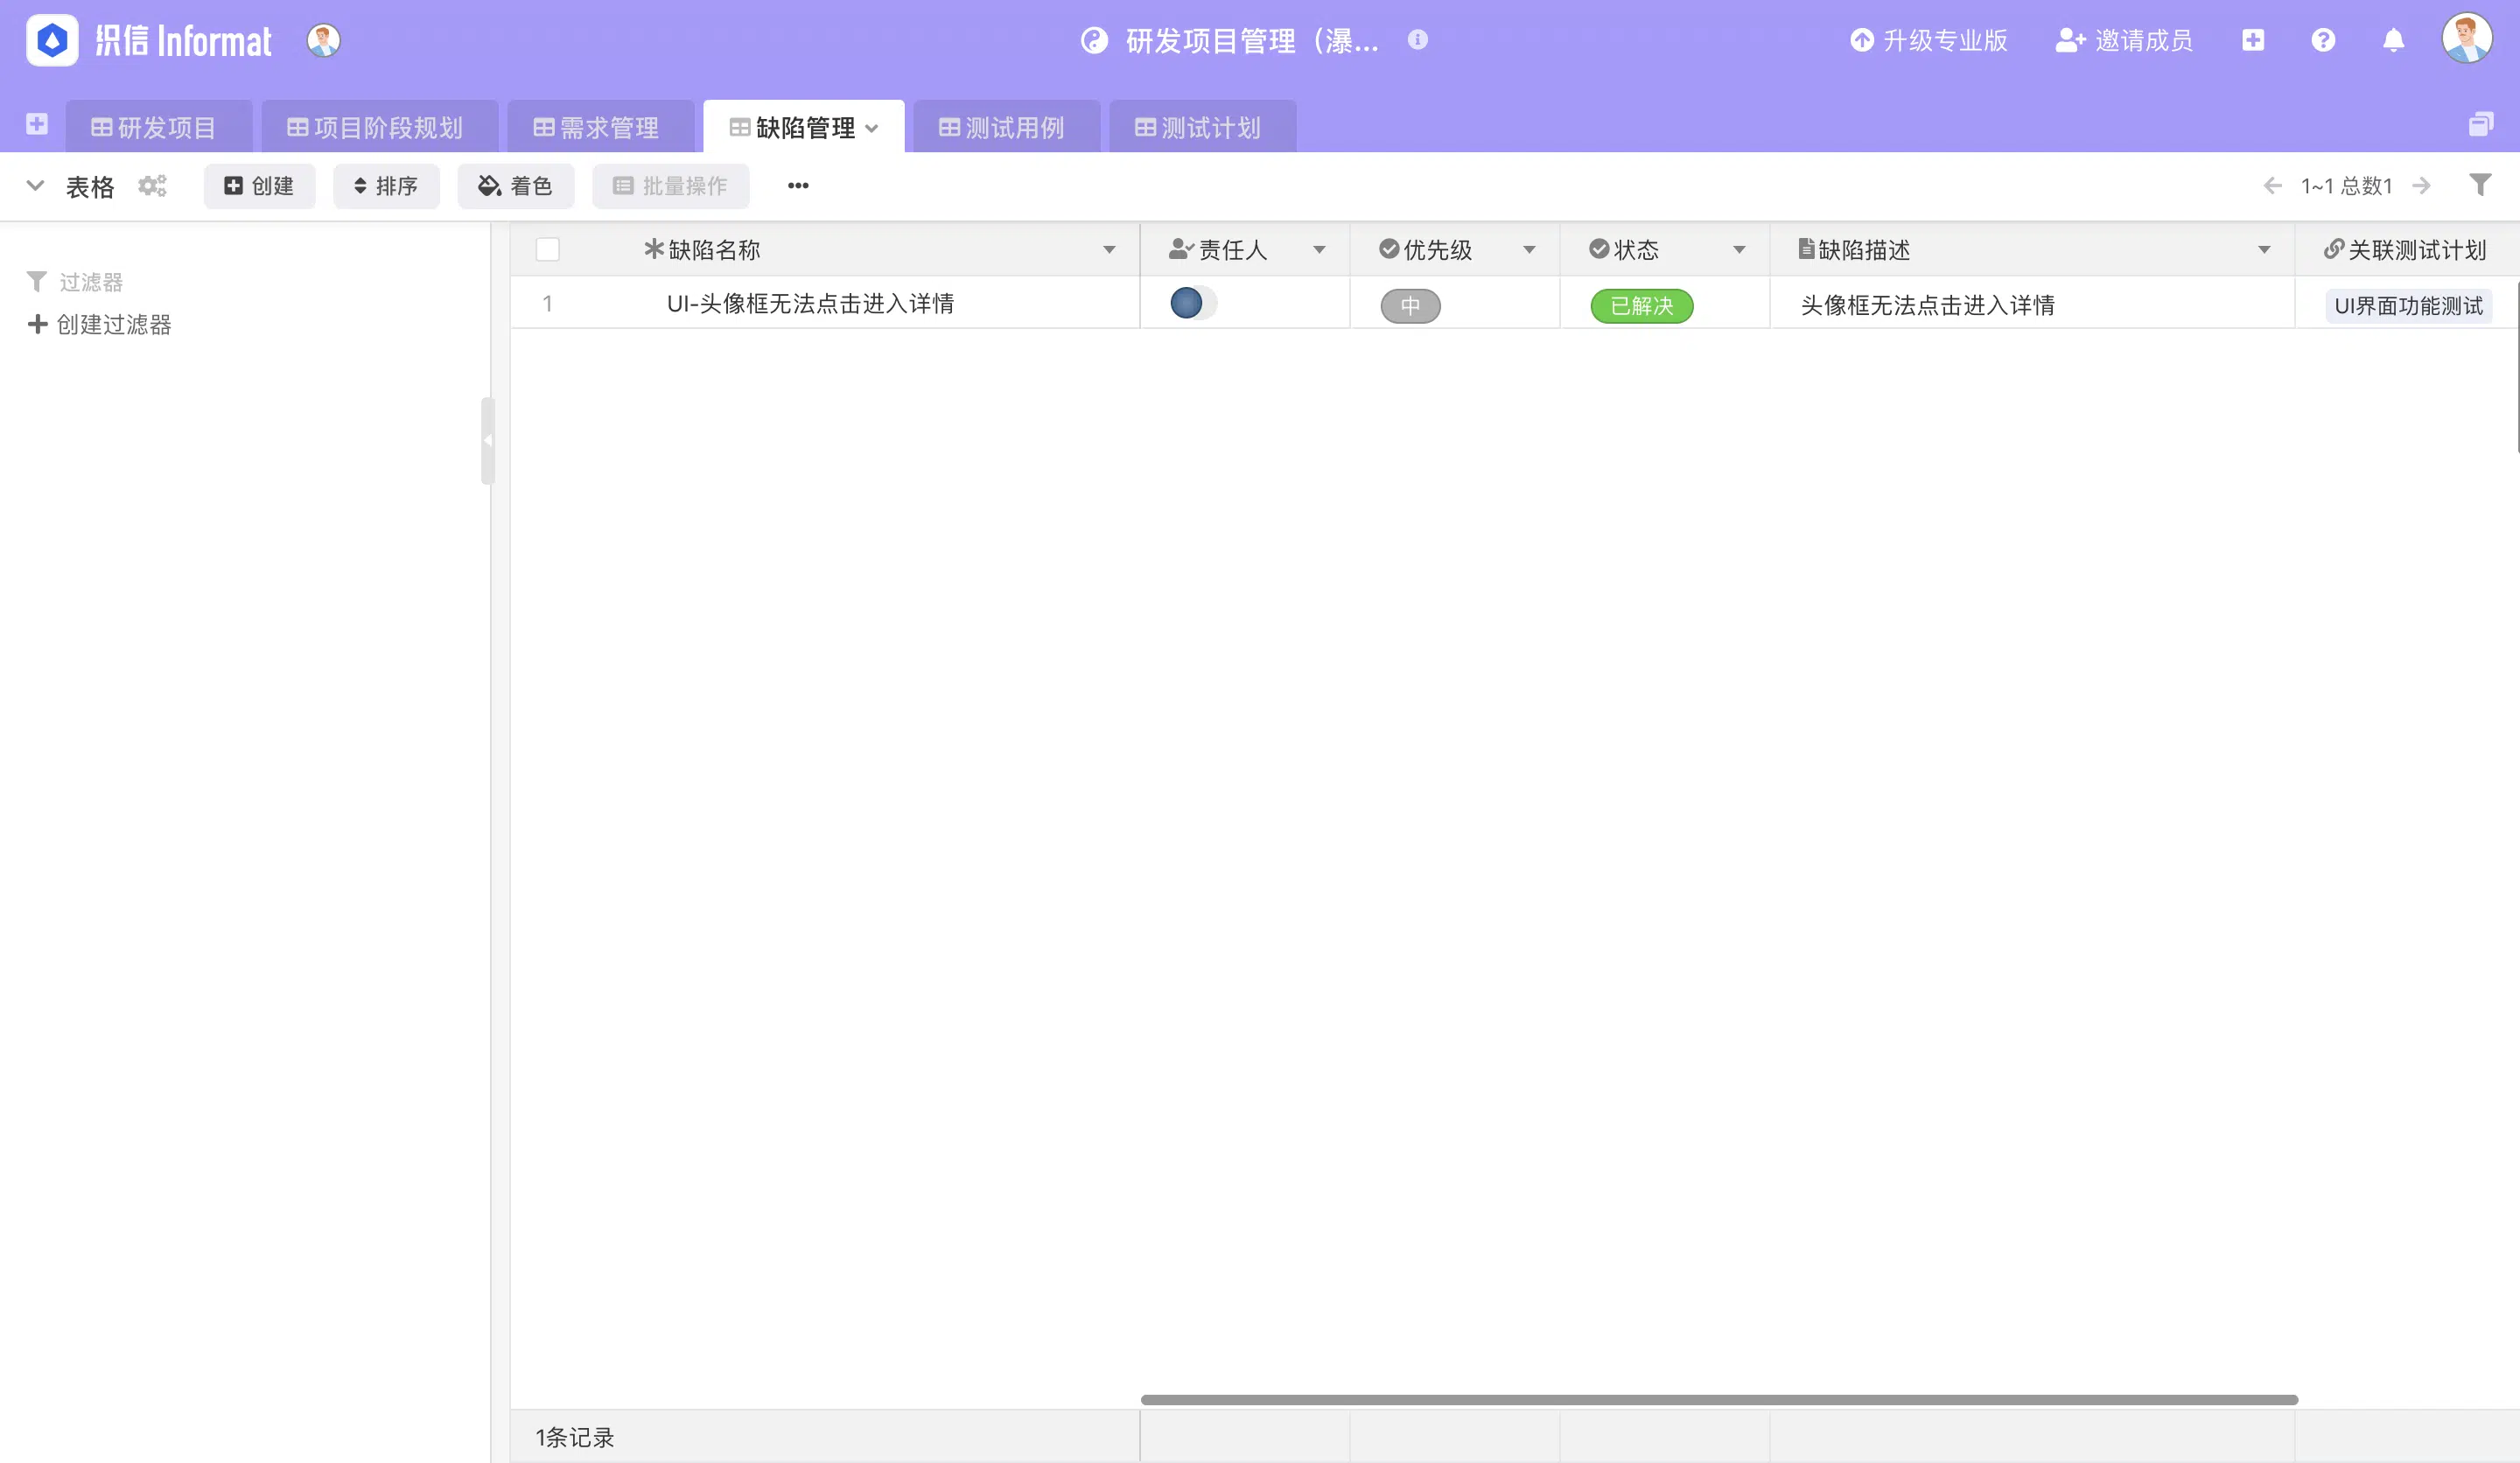 织信 Informat
研发项目管理（瀑...
升级专业版
邀请成员
研发项目
项目阶段规划
需求管理
缺陷管理
测试用例
测试计划
表格
创建
排序
着色
批量操作
1~1 总数1
过滤器
创建过滤器
缺陷名称
责任人
优先级
状态
缺陷描述
关联测试计划
1
UI-头像框无法点击进入详情
中
已解决
头像框无法点击进入详情
UI界面功能测试
1条记录